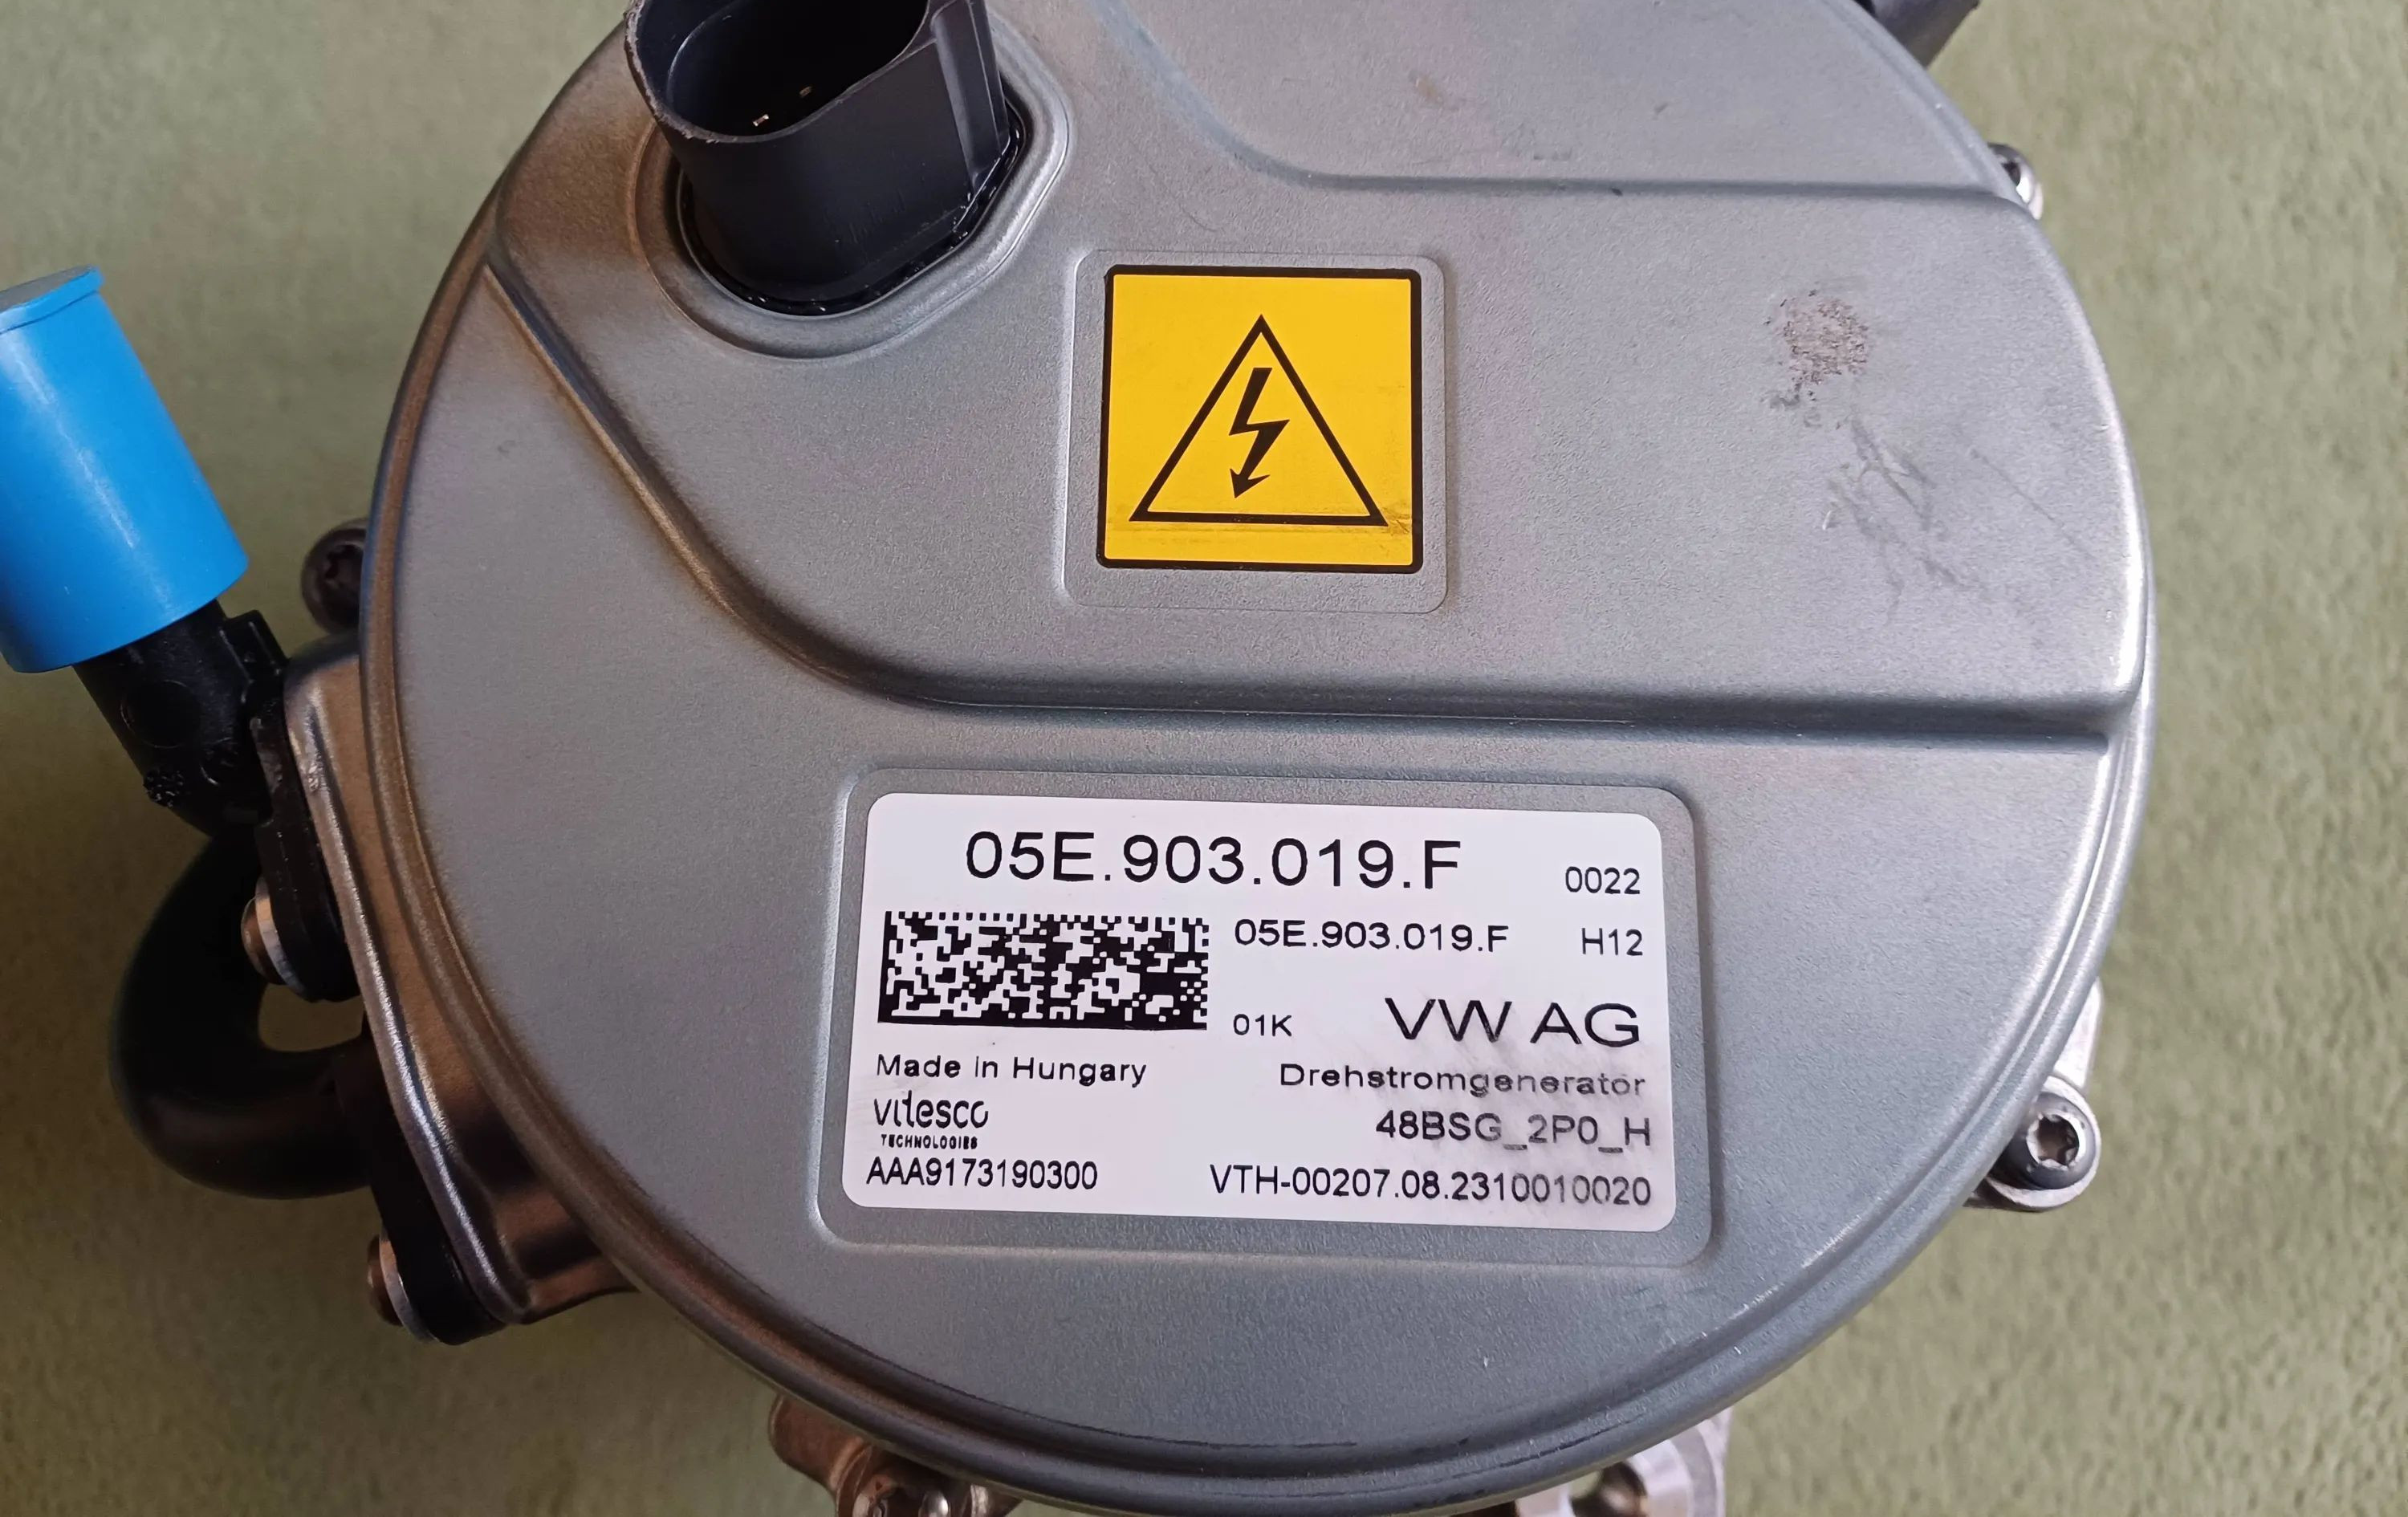 05E.903.019.F 0022
05E.903.019.F H12
01K VW AG
Made in Hungary Drehstromgenerator
vitesco 48BSG_2P0_H
TECHNOLOGIES
AAA9173190300 VTH-00207.08.2310010020